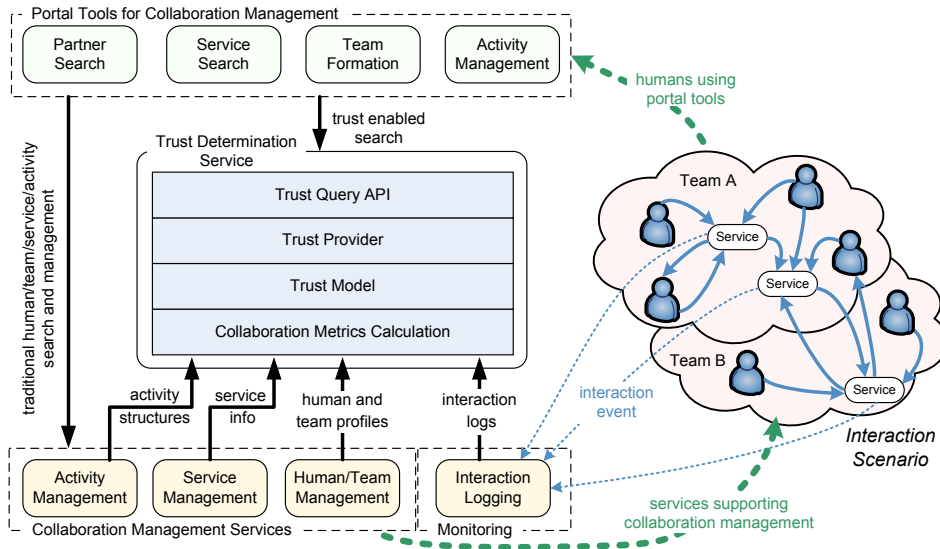 Portal Tools for Collaboration Management
Partner
Search
Service
Search
Team
Formation
Activity
Management
humans using
portal tools
trust enabled
search
traditional human/team/service/activity
search and management
Trust Determination
Service
Trust Query API
Trust Provider
Trust Model
Collaboration Metrics Calculation
Team A
Service
Service
Team B
Service
interaction
event
Interaction
Scenario
activity
structures
service
info
human and
team profiles
interaction
logs
Activity
Management
Service
Management
Human/Team
Management
Interaction
Logging
Collaboration Management Services
Monitoring
services supporting
collaboration management